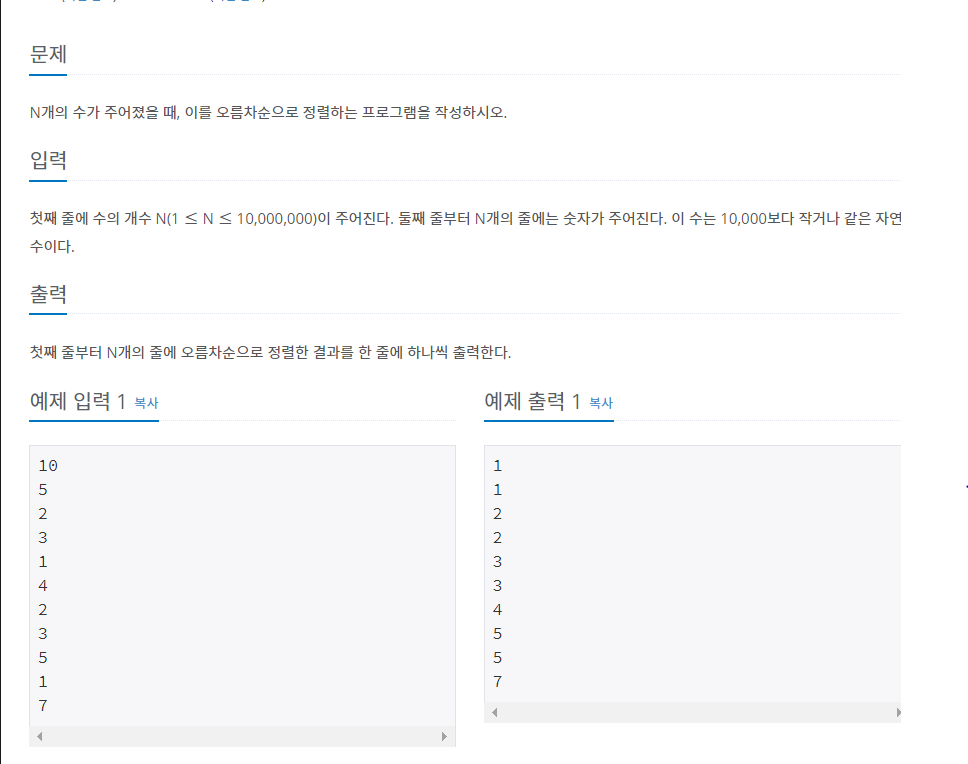 문제
N개의 수가 주어졌을 때, 이를 오름차순으로 정렬하는 프로그램을 작성하시오.
입력
첫째 줄에 수의 개수 N(1 ≤ N ≤ 10,000,000)이 주어진다. 둘째 줄부터 N개의 줄에는 숫자가 주어진다. 이 수는 10,000보다 작거나 같은 자연
수이다.
출력
첫째 줄부터 N개의 줄에 오름차순으로 정렬한 결과를 한 줄에 하나씩 출력한다.
예제 입력 1 복사
10
5
2
3
1
4
2
3
5
1
7
예제 출력 1 복사
1
1
2
2
3
3
4
5
5
7